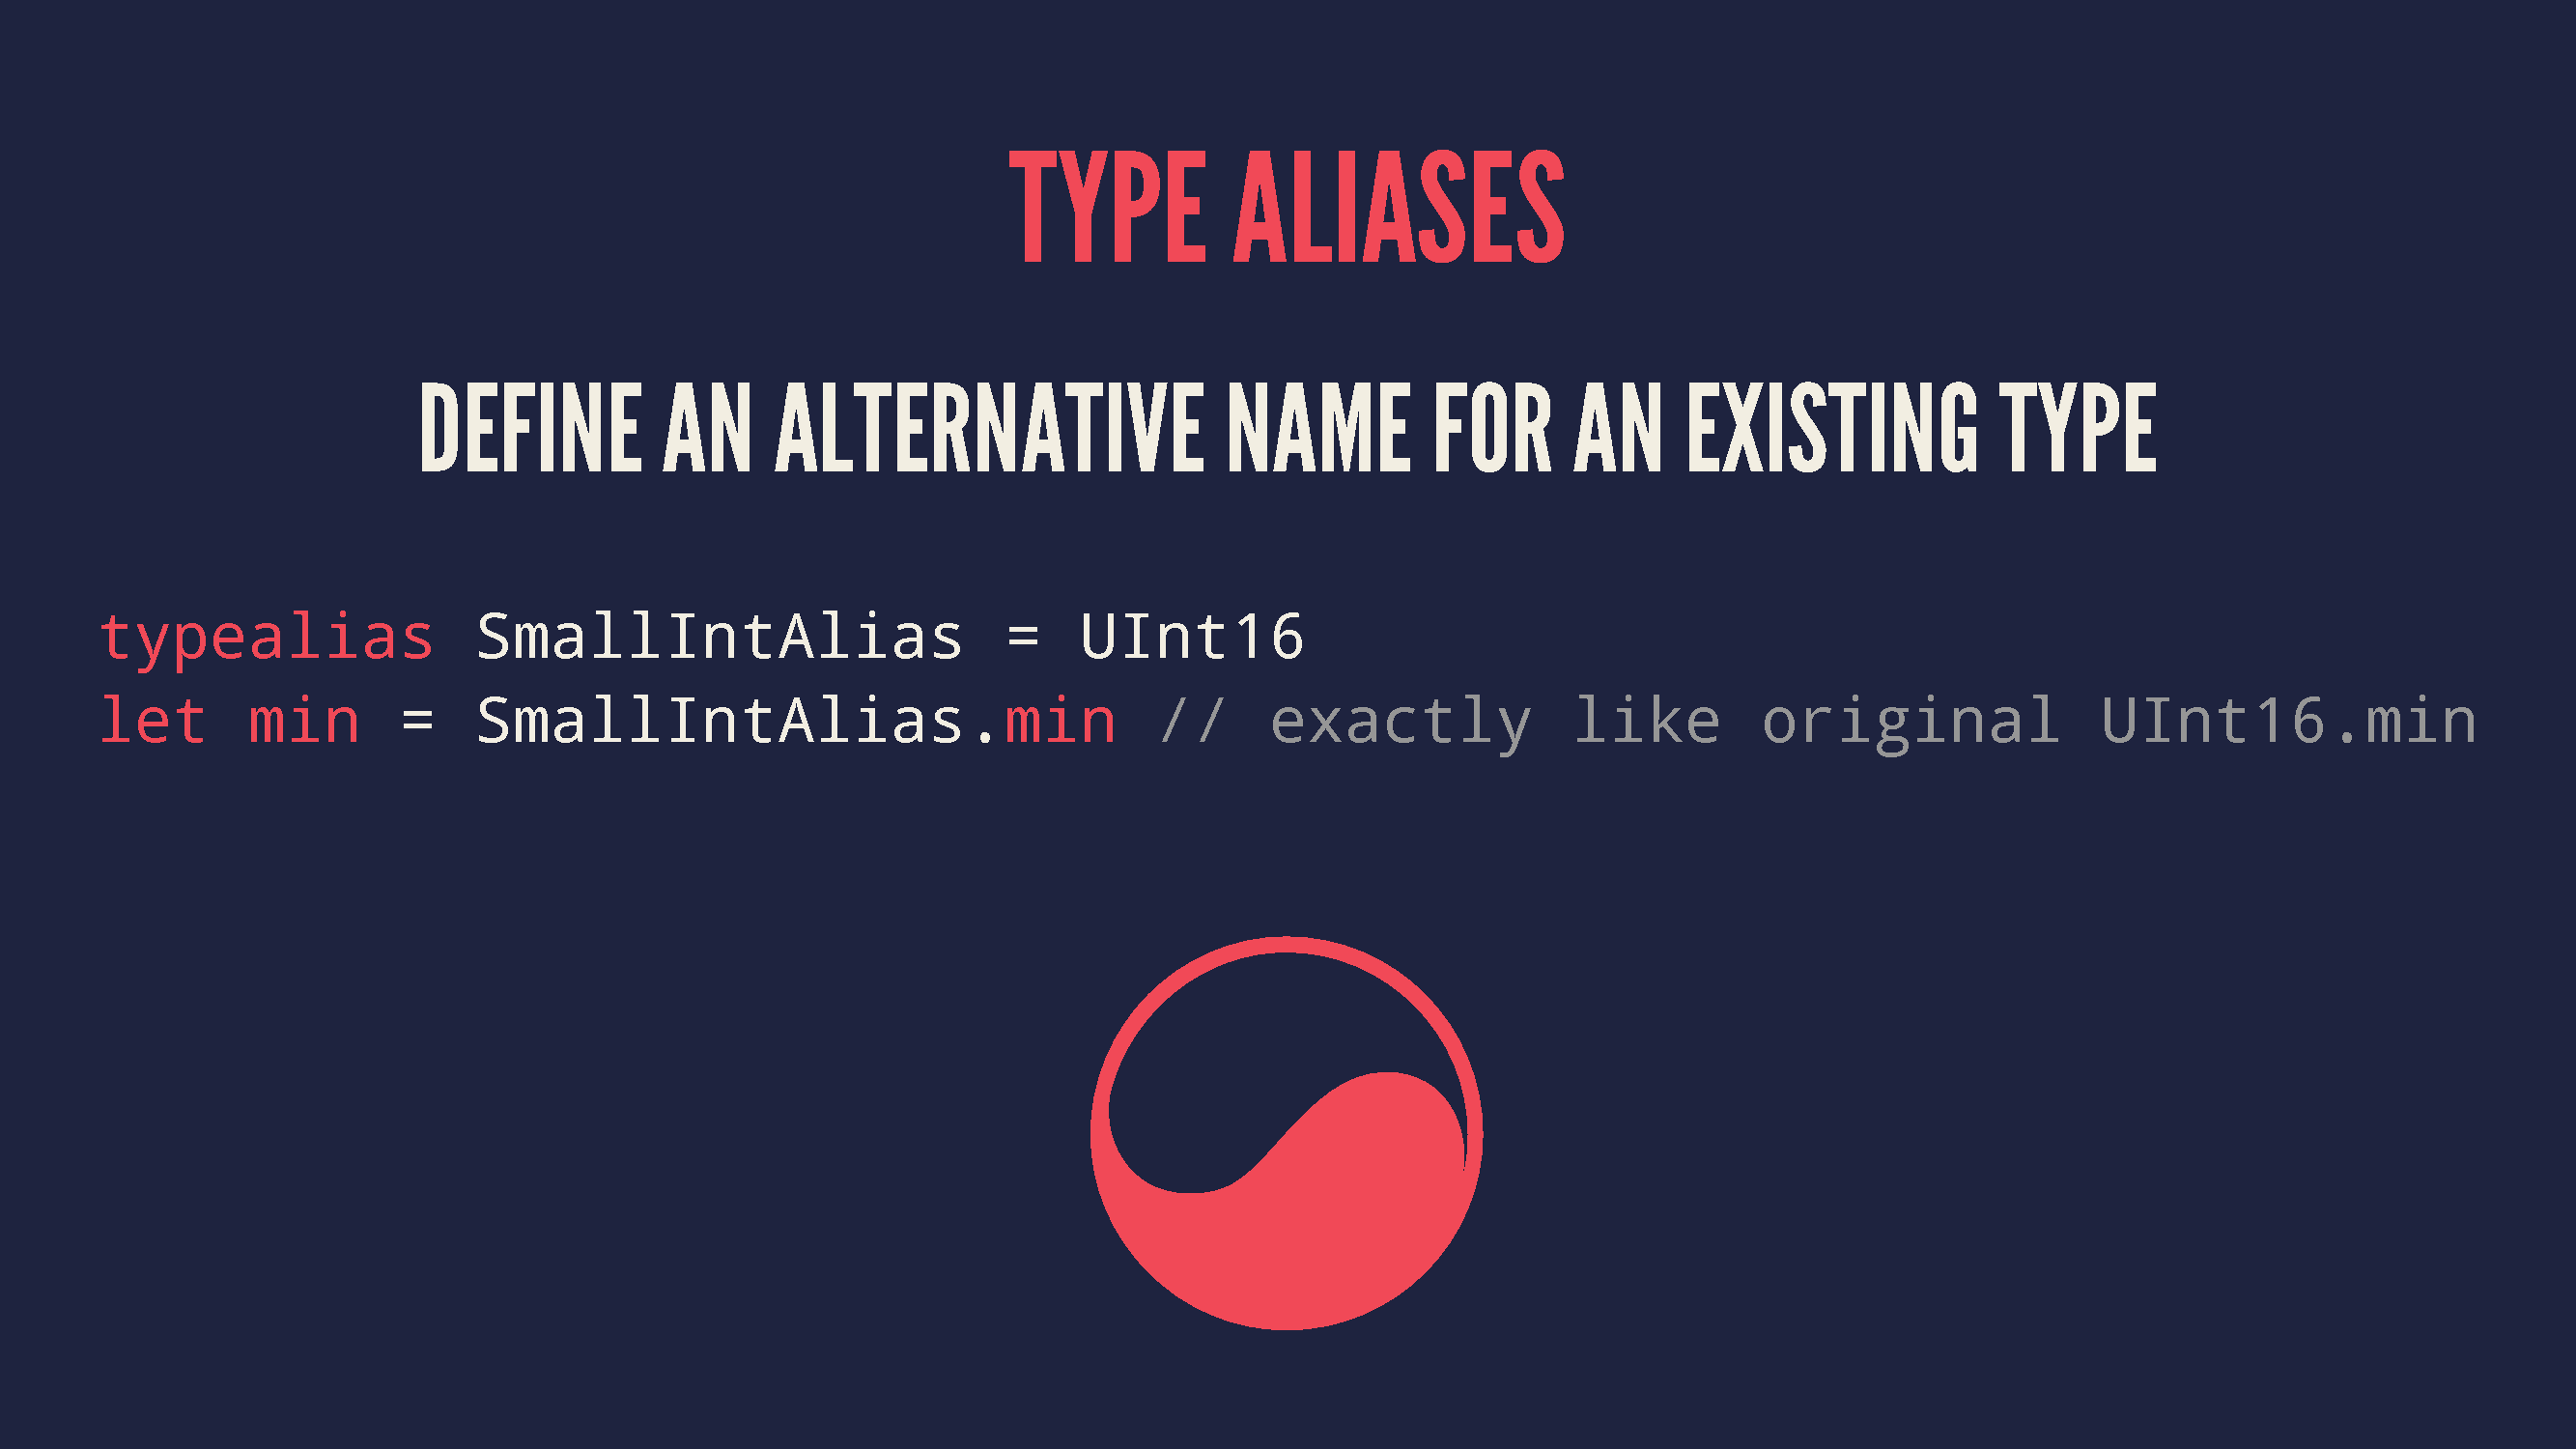 TYPE ALIASES
DEFINE AN ALTERNATIVE NAME FOR AN EXISTING TYPE
typealias SmallIntAlias = UInt16
let min = SmallIntAlias.min // exactly like original UInt16.min